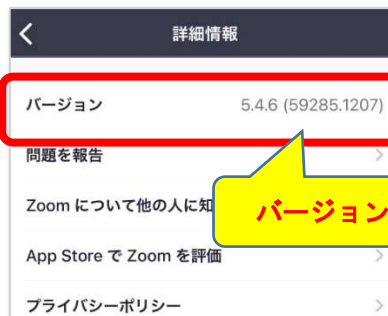 詳細情報
バージョン 5.4.6 (59285.1207)
問題を報告
Zoom について他の人に知
バージョン
App Store で Zoom を評価
プライバシーポリシー